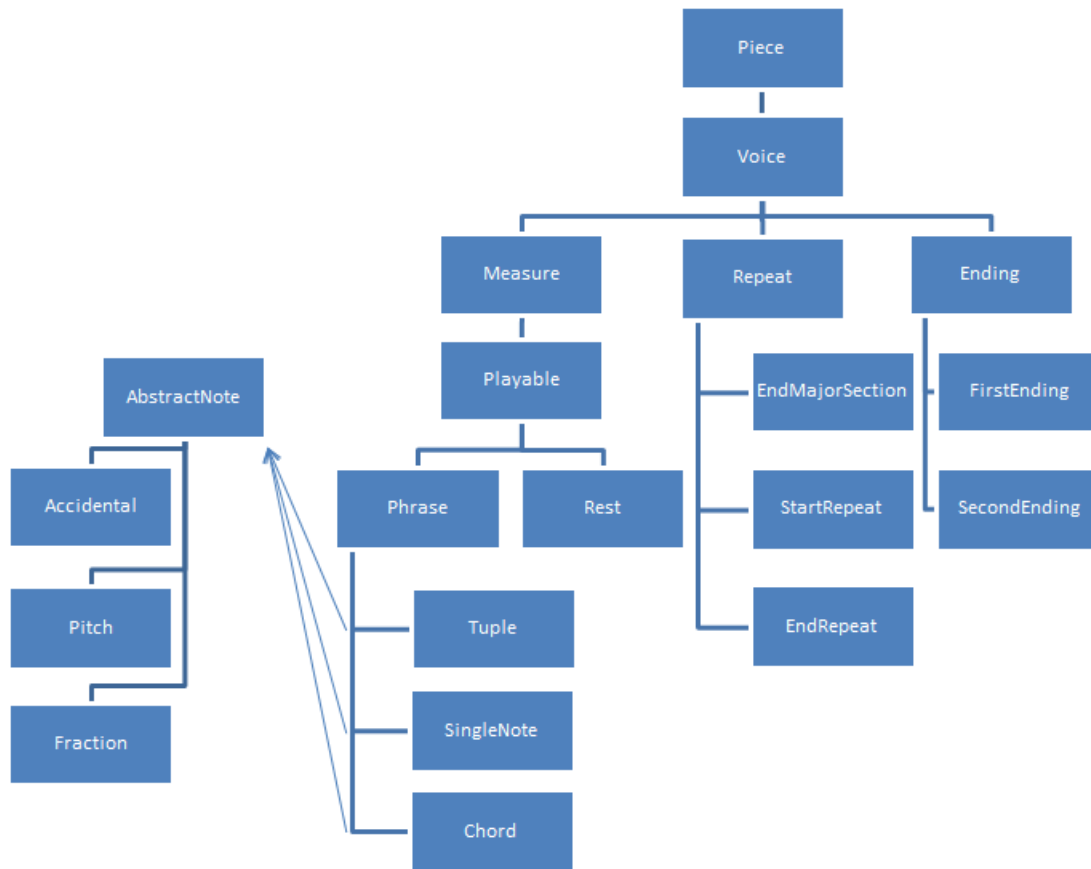 Piece
Voice
Measure
Repeat
Ending
Playable
EndMajorSection
FirstEnding
AbstractNote
Accidental
Phrase
Rest
StartRepeat
SecondEnding
Pitch
Tuple
EndRepeat
Fraction
SingleNote
Chord